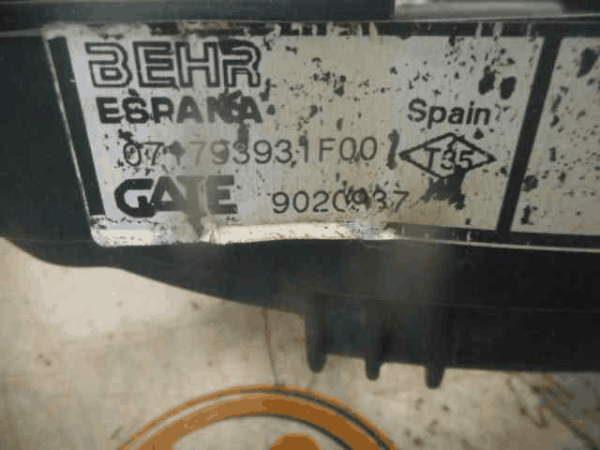 BEHR
ESPAÑA Spain
T35
GATE 9020937